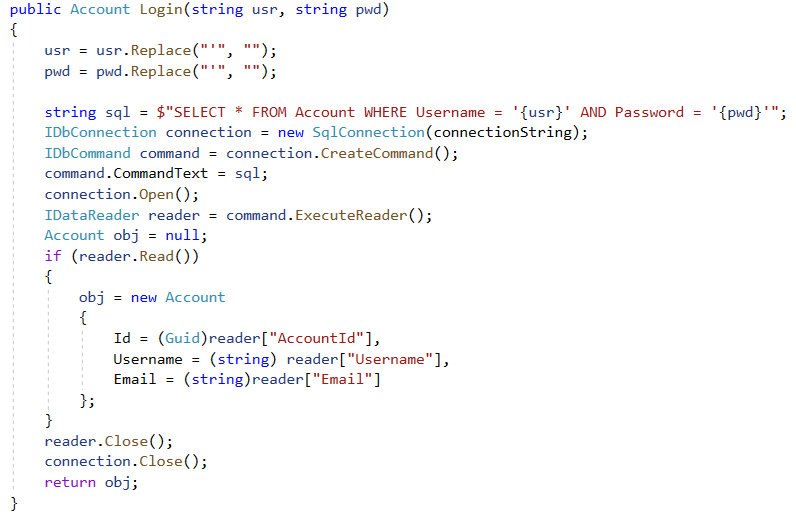 public Account Login(string usr, string pwd)
{
    usr = usr.Replace("'", "");
    pwd = pwd.Replace("'", "");

    string sql = $"SELECT * FROM Account WHERE Username = '{usr}' AND Password = '{pwd}'";
    IDbConnection connection = new SqlConnection(connectionString);
    IDbCommand command = connection.CreateCommand();
    command.CommandText = sql;
    connection.Open();
    IDataReader reader = command.ExecuteReader();
    Account obj = null;
    if (reader.Read())
    {
        obj = new Account
        {
            Id = (Guid)reader["AccountId"],
            Username = (string) reader["Username"],
            Email = (string)reader["Email"]
        };
    }
    reader.Close();
    connection.Close();
    return obj;
}